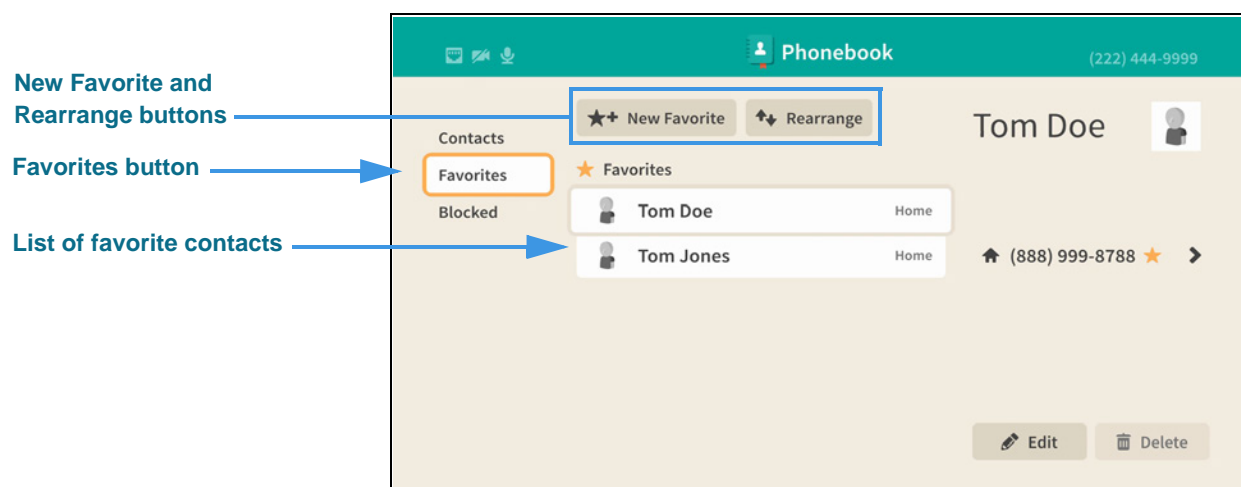 Phonebook
(222) 444-9999
New Favorite and
Rearrange buttons
Favorites button
List of favorite contacts
Contacts
Favorites
Blocked
New Favorite
Rearrange
Favorites
Tom Doe Home
Tom Jones Home
Tom Doe
(888) 999-8788
Edit
Delete